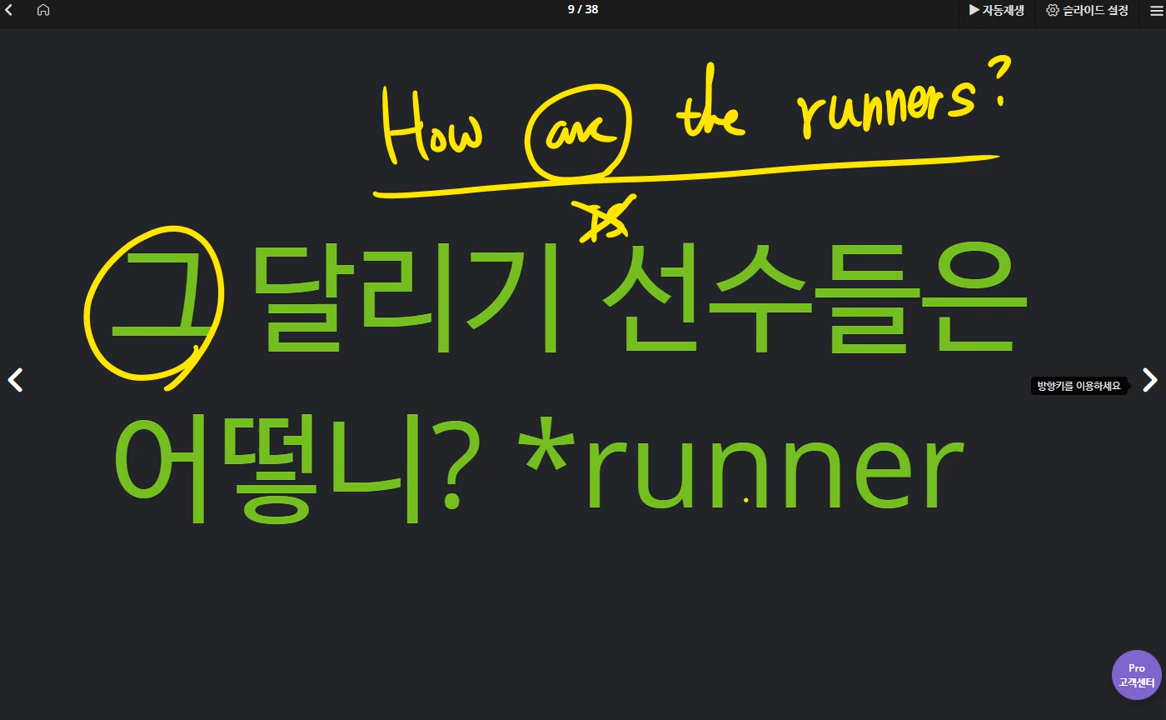 9 / 38
▶ 자동재생
슬라이드 설정
How are the runners?
그 달리기 선수들은
어떻니? *runner
방향키를 이용하세요
Pro
고객센터